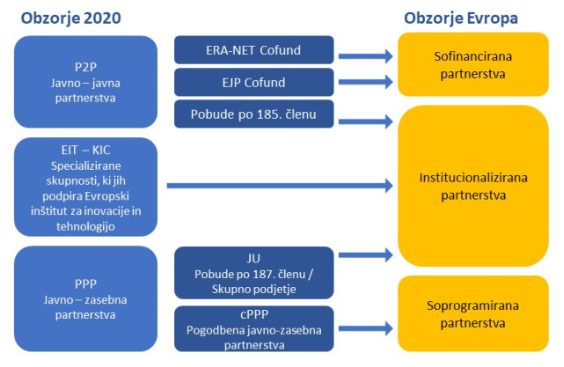 Obzorje 2020
Obzorje Evropa
P2P
Javno – javna
partnerstva
ERA-NET Cofund
EJP Cofund
Pobude po 185. členu
Sofinancirana
partnerstva
EIT – KIC
Specializirane
skupnosti, ki jih
podpira Evropski
inštitut za inovacije in
tehnologijo
Institucionalizirana
partnerstva
PPP
Javno – zasebna
partnerstva
JU
Pobude po 187. členu /
Skupno podjetje
cPPP
Pogodbena javno-zasebna
partnerstva
Soprogramirana
partnerstva